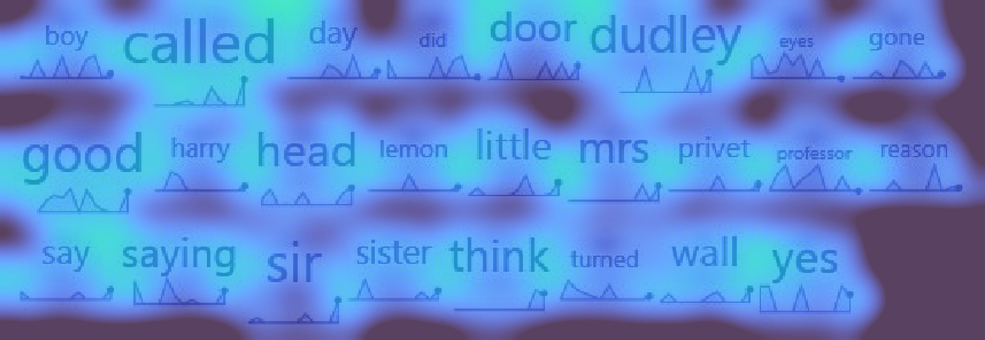 boy called day did door dudley eyes gone
good harry head lemon little mrs privet professor reason
say saying sir sister think turned wall yes